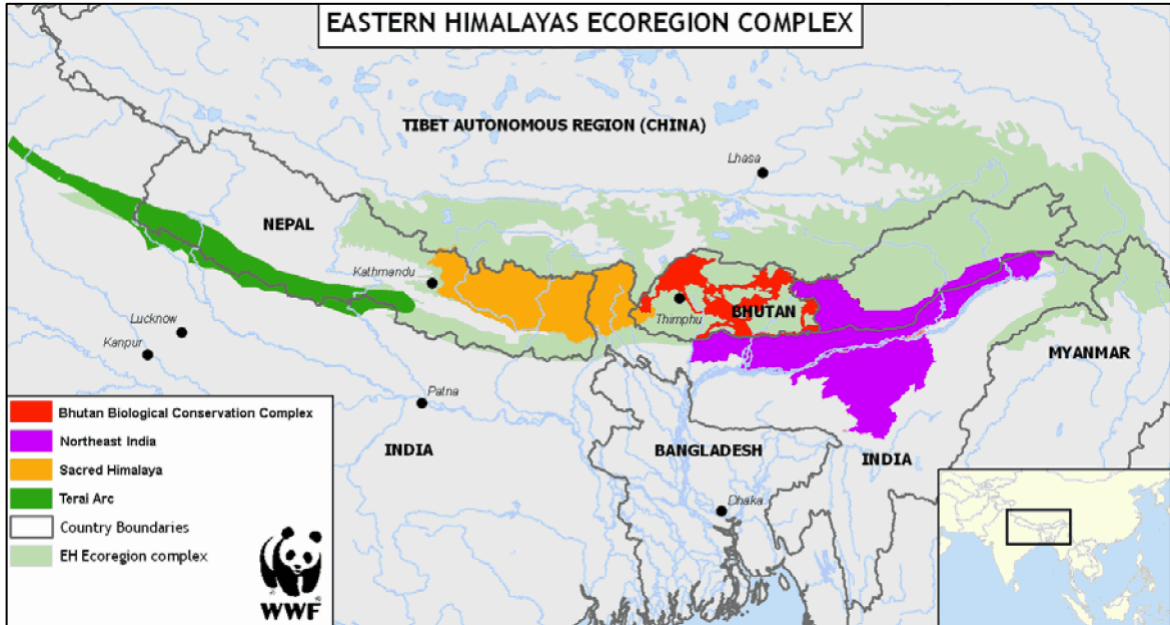 EASTERN HIMALAYAS ECOREGION COMPLEX
TIBET AUTONOMOUS REGION (CHINA)
Lhasa
NEPAL
Kathmandu
Thimphu
BHUTAN
Lucknow
Kanpur
MYANMAR
Patna
INDIA
BANGLADESH
INDIA
Dhaka
Bhutan Biological Conservation Complex
Northeast India
Sacred Himalaya
Terai Arc
Country Boundaries
EH Ecoregion complex
WWF